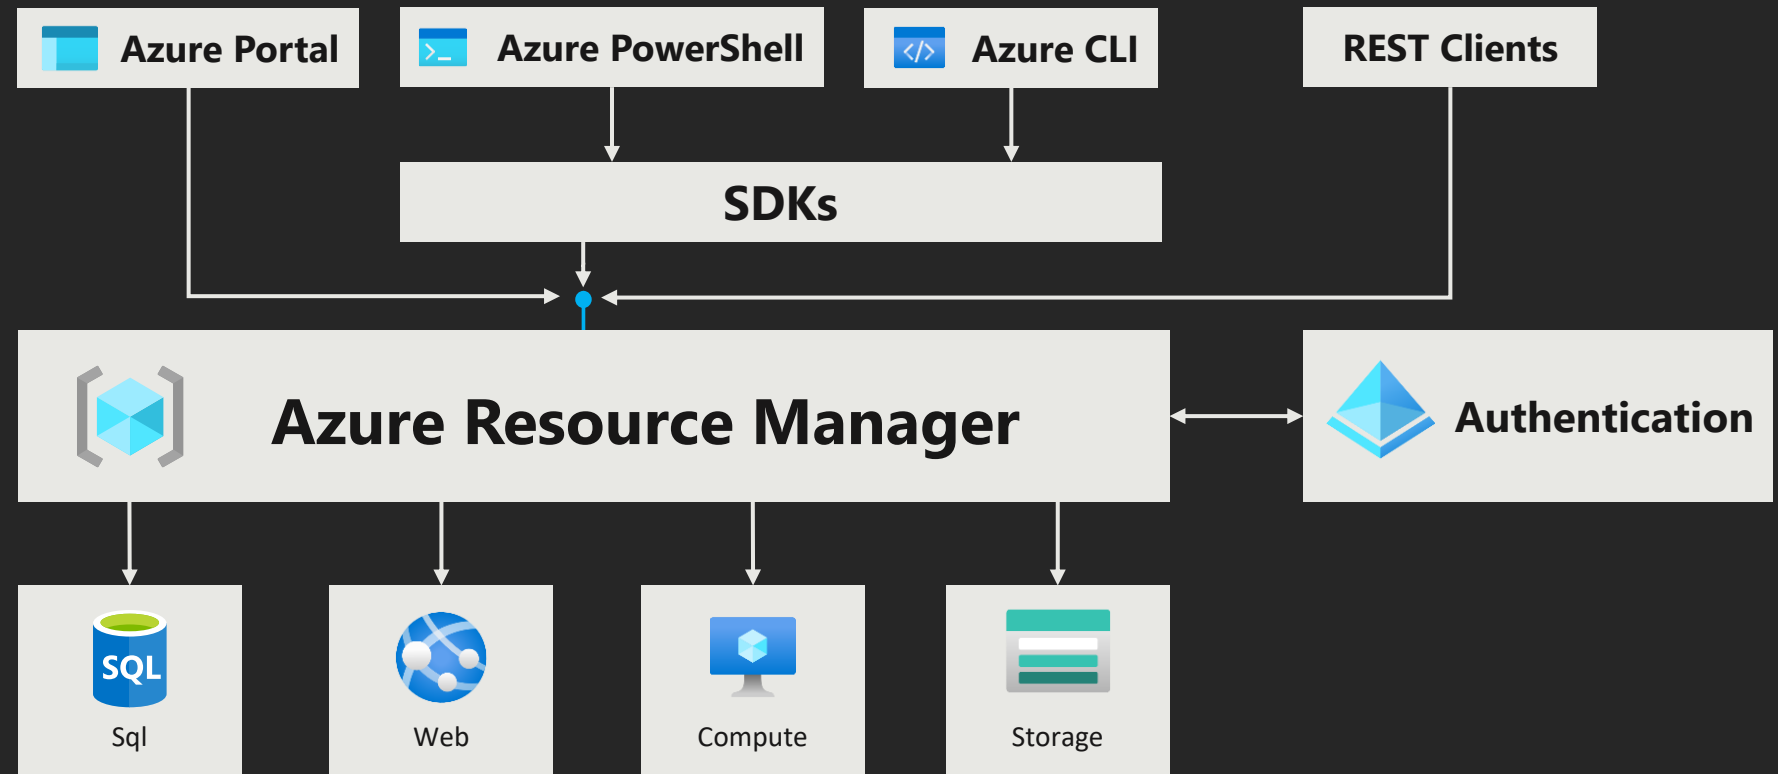 Azure Portal
>_
Azure PowerShell
</>
Azure CLI
REST Clients
SDKs
Azure Resource Manager
Authentication
SQL
Sql
Web
Compute
Storage